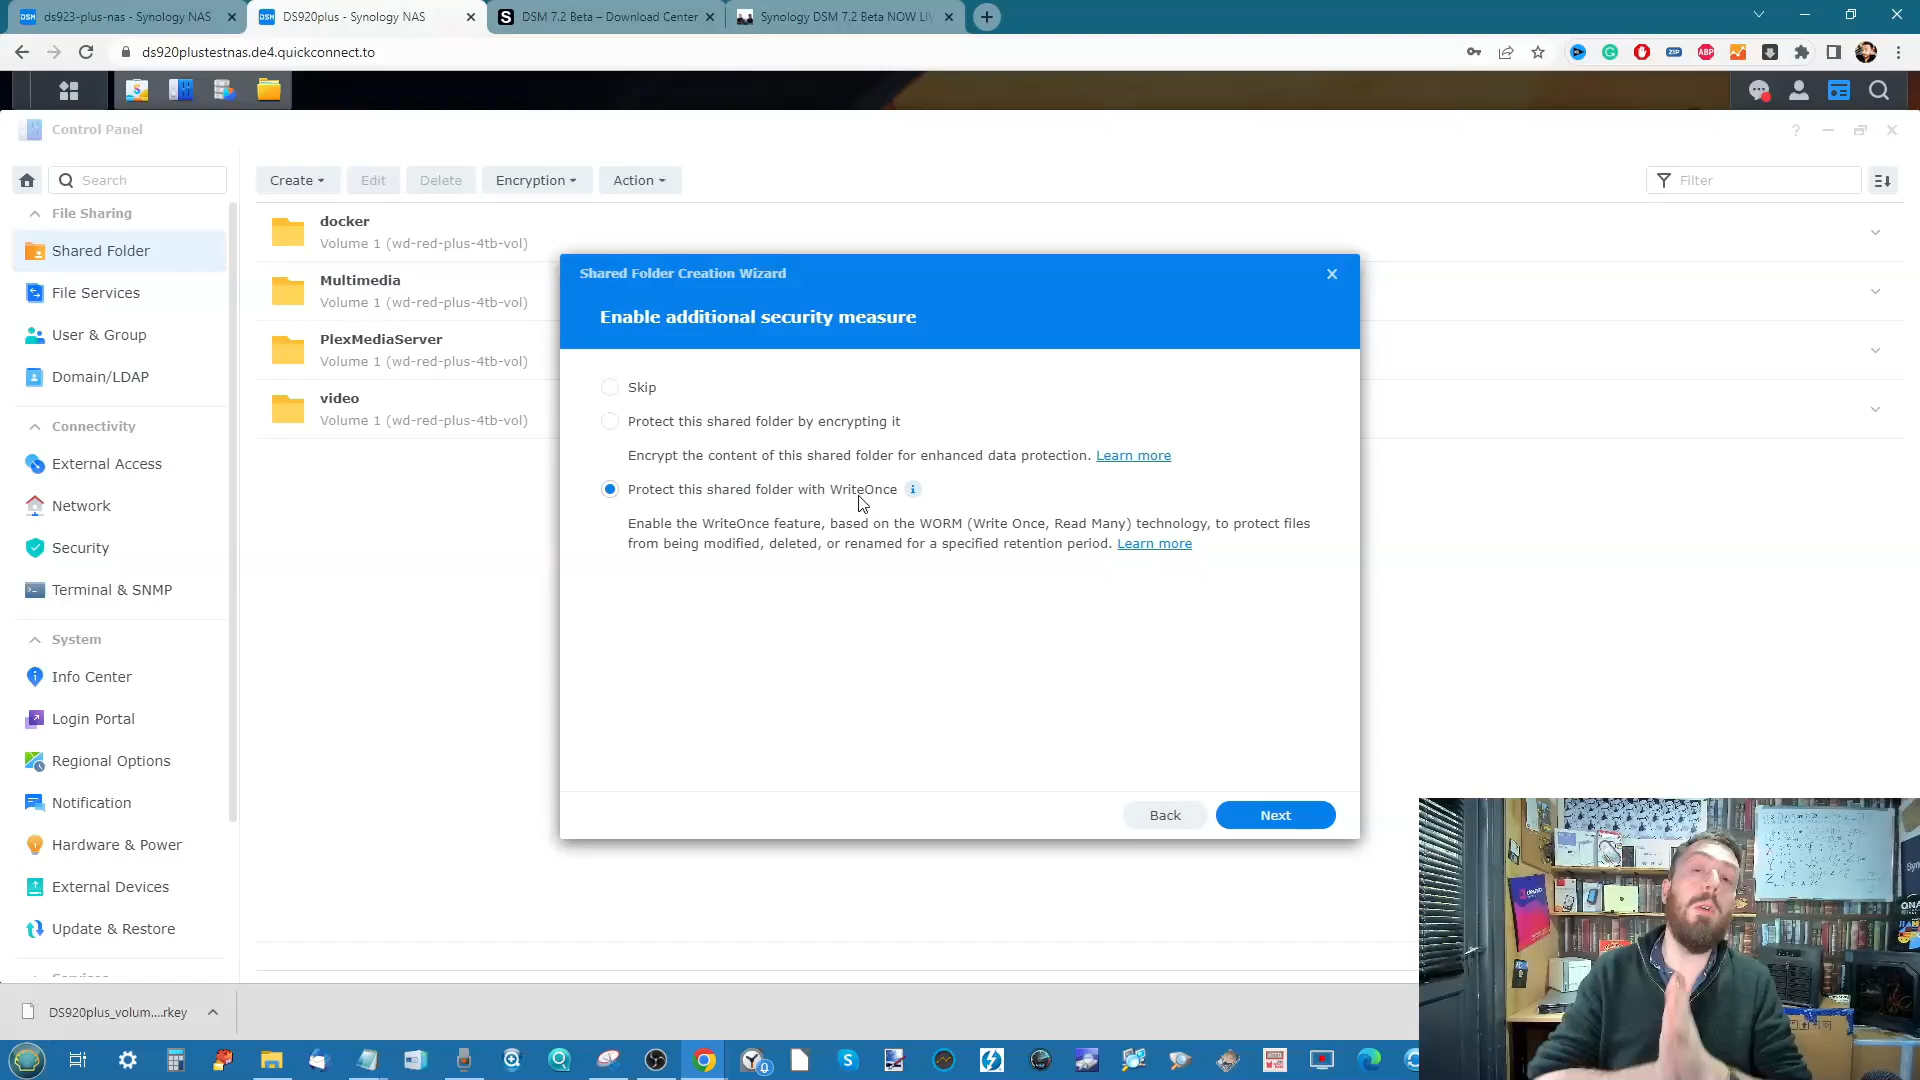 ds923-plus-nas - Synology NAS
DS920plus - Synology NAS
DSM 7.2 Beta – Download Center
Synology DSM 7.2 Beta NOW LI
ds920plustestnas.de4.quickconnect.to
Control Panel
Search
Create
Edit
Delete
Encryption
Action
Filter
File Sharing
Shared Folder
File Services
User & Group
Domain/LDAP
Connectivity
External Access
Network
Security
Terminal & SNMP
System
Info Center
Login Portal
Regional Options
Notification
Hardware & Power
External Devices
Update & Restore
Services
docker
Volume 1 (wd-red-plus-4tb-vol)
Multimedia
Volume 1 (wd-red-plus-4tb-vol)
PlexMediaServer
Volume 1 (wd-red-plus-4tb-vol)
video
Volume 1 (wd-red-plus-4tb-vol)
Shared Folder Creation Wizard
Enable additional security measure
Skip
Protect this shared folder by encrypting it
Encrypt the content of this shared folder for enhanced data protection. Learn more
Protect this shared folder with WriteOnce
Enable the WriteOnce feature, based on the WORM (Write Once, Read Many) technology, to protect files
from being modified, deleted, or renamed for a specified retention period. Learn more
Back
Next
DS920plus_volum....rkey